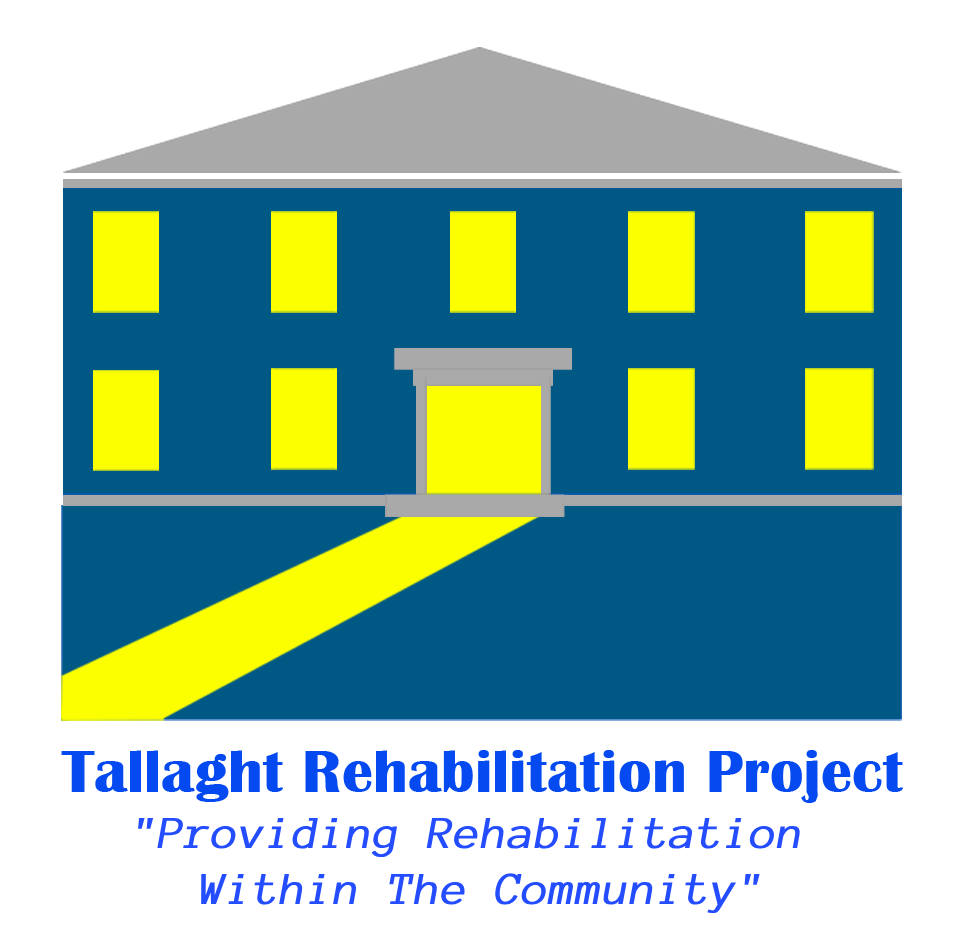 Tallaght Rehabilitation Project
"Providing Rehabilitation
Within The Community"